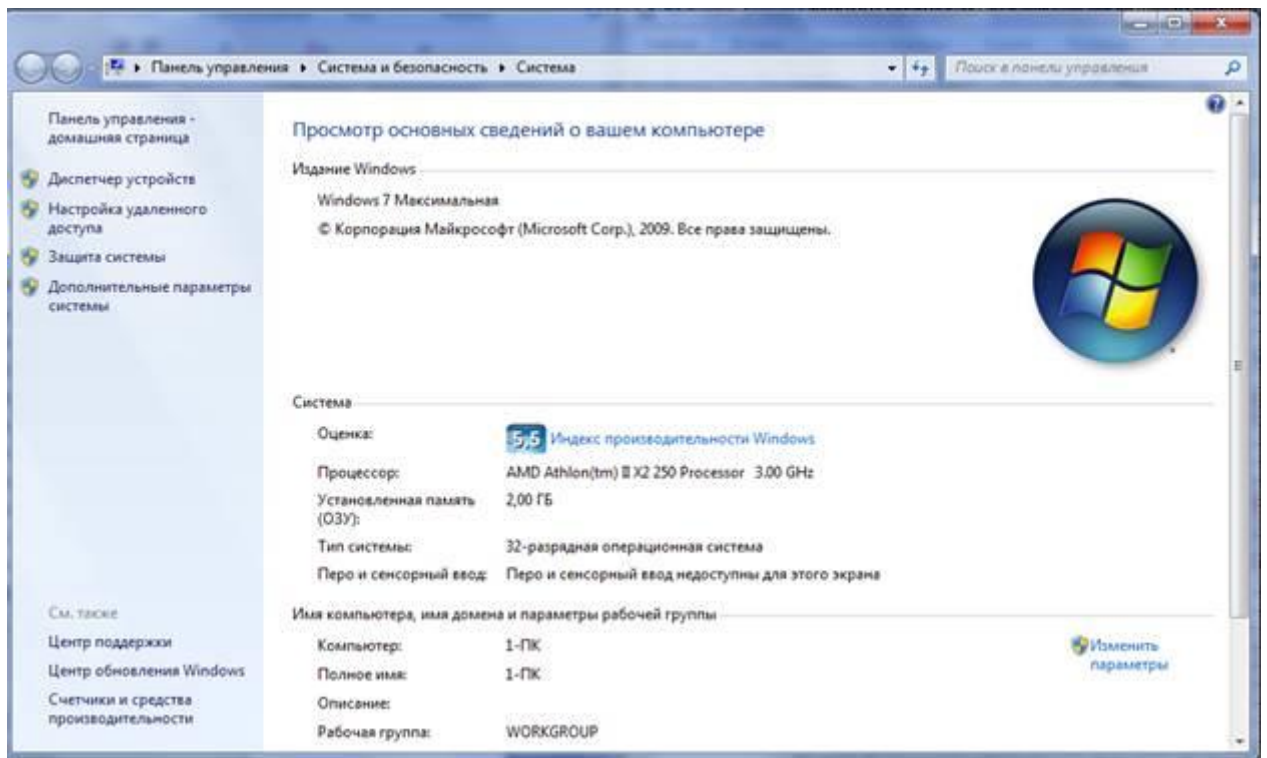 Панель управления ▸ Система и безопасность ▸ Система
Поиск в панели управления
Панель управления -
домашняя страница
Диспетчер устройств
Настройка удаленного
доступа
Защита системы
Дополнительные параметры
системы
См. также
Центр поддержки
Центр обновления Windows
Счетчики и средства
производительности
Просмотр основных сведений о вашем компьютере
Издание Windows
Windows 7 Максимальная
© Корпорация Майкрософт (Microsoft Corp.), 2009. Все права защищены.
Система
Оценка: 5,5 Индекс производительности Windows
Процессор: AMD Athlon(tm) II X2 250 Processor 3.00 GHz
Установленная память 2,00 ГБ
(ОЗУ):
Тип системы: 32-разрядная операционная система
Перо и сенсорный ввод: Перо и сенсорный ввод недоступны для этого экрана
Имя компьютера, имя домена и параметры рабочей группы
Компьютер: 1-ПК
Изменить
параметры
Полное имя: 1-ПК
Описание:
Рабочая группа: WORKGROUP